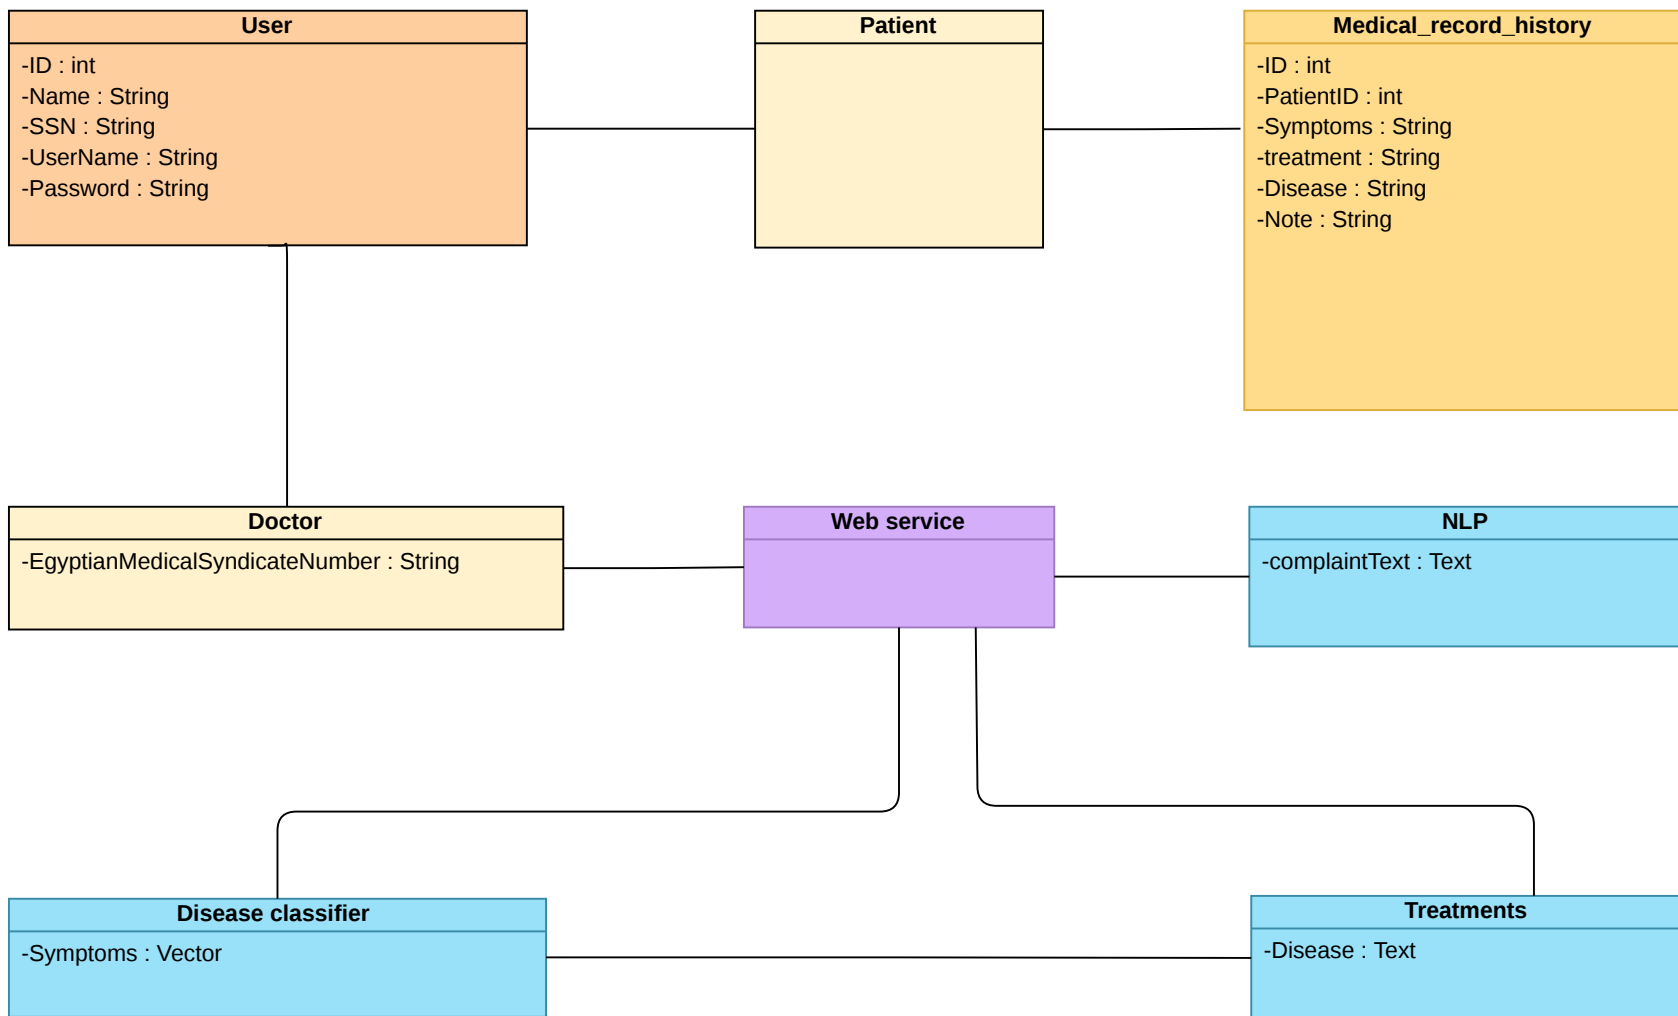 User
-ID : int
-Name : String
-SSN : String
-UserName : String
-Password : String
Patient
Medical_record_history
-ID : int
-PatientID : int
-Symptoms : String
-treatment : String
-Disease : String
-Note : String
Doctor
-EgyptianMedicalSyndicateNumber : String
Web service
NLP
-complaintText : Text
Disease classifier
-Symptoms : Vector
Treatments
-Disease : Text